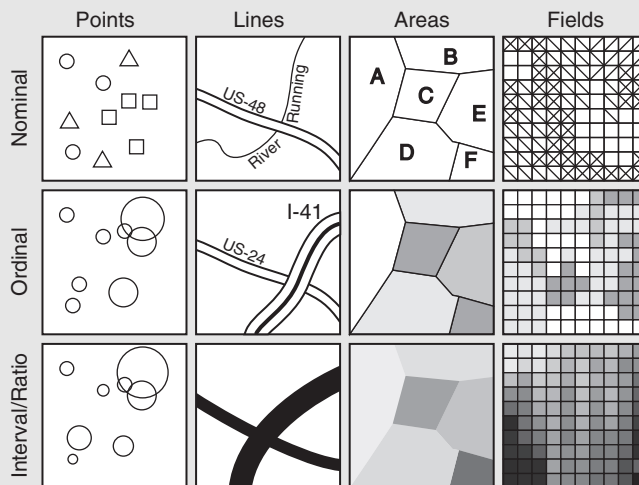 Points Lines Areas Fields
Nominal
US-48
Running
River
A B C D E F
Ordinal
I-41
US-24
Interval/Ratio